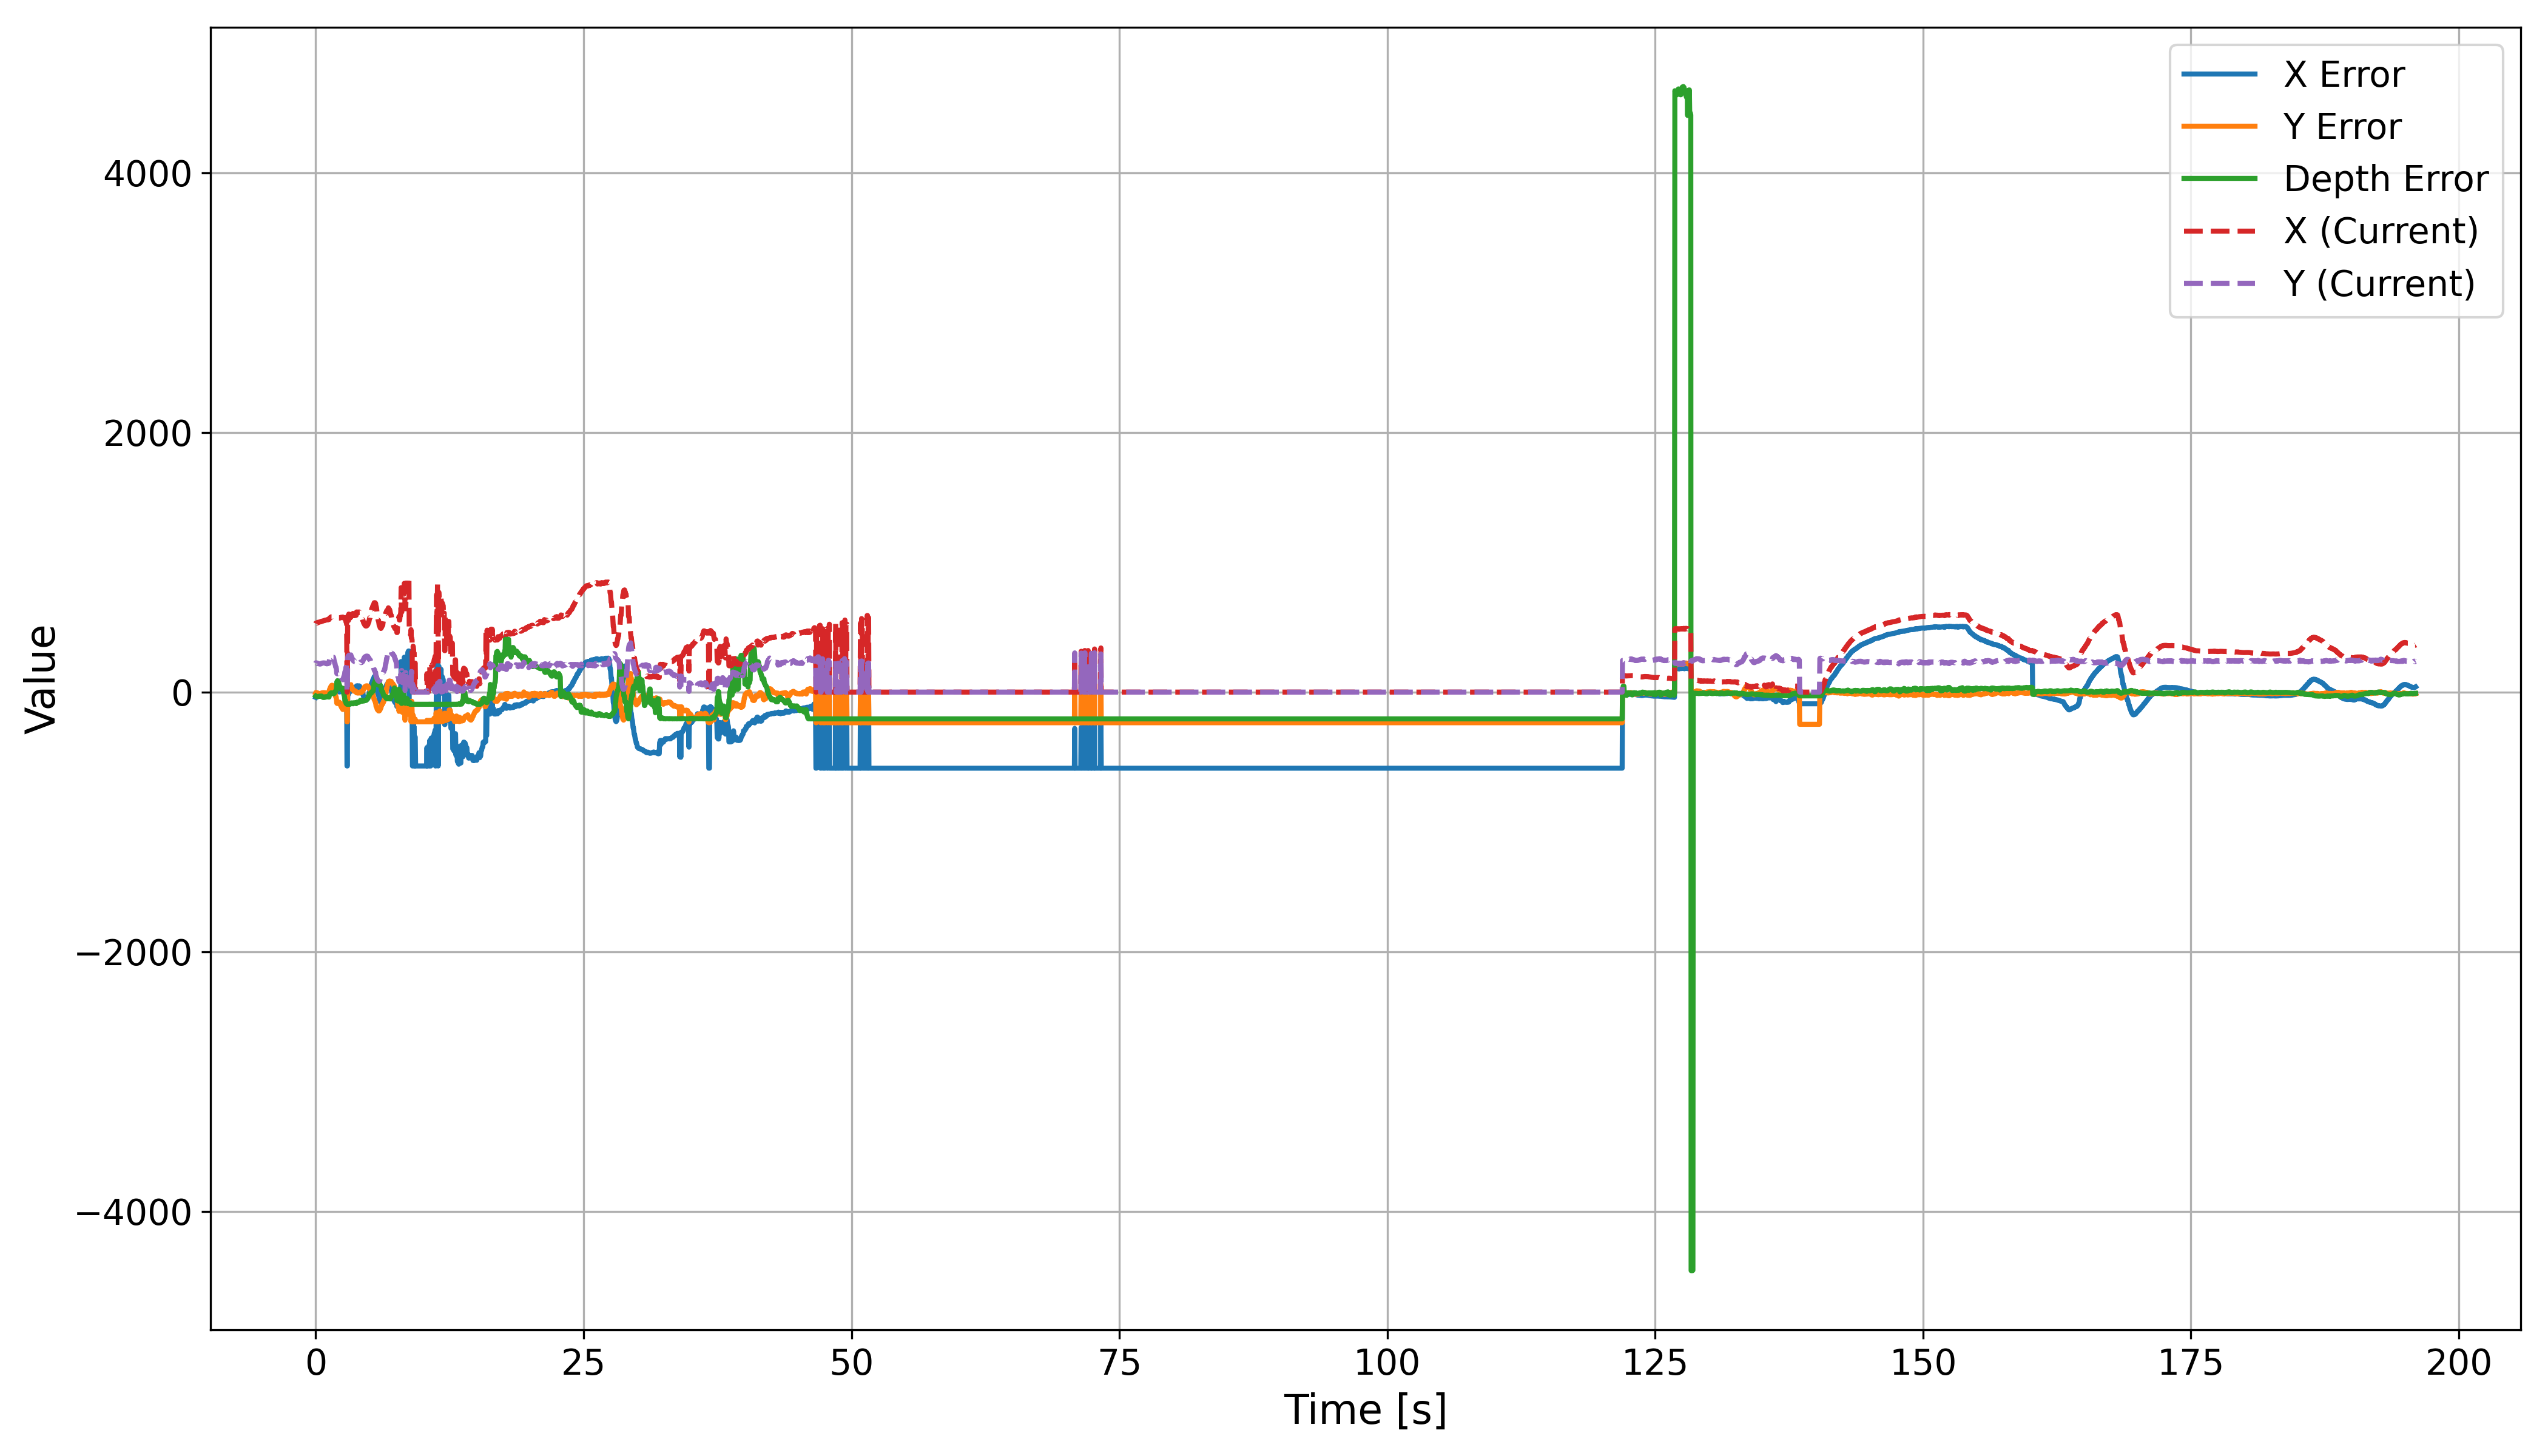 X Error
Y Error
Depth Error
X (Current)
Y (Current)
4000
2000
0
−2000
−4000
Value
0 25 50 75 100 125 150 175 200
Time [s]